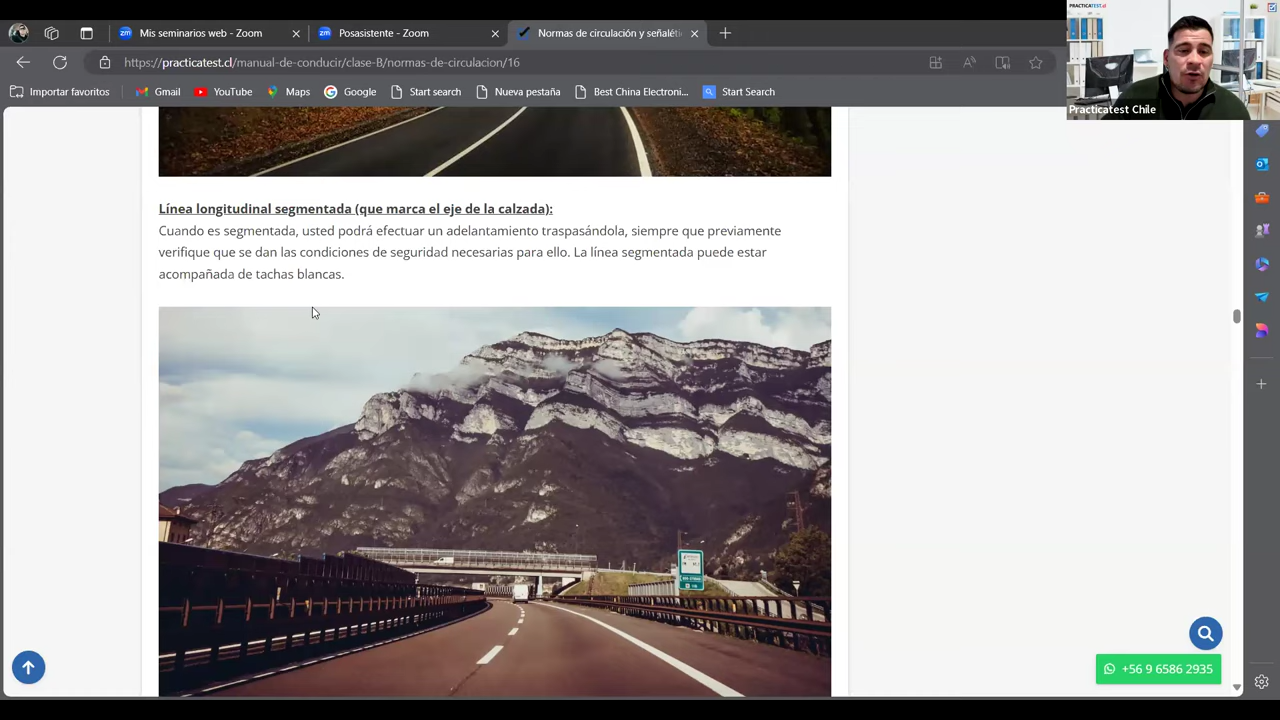 Mis seminarios web - Zoom
Posasistente - Zoom
Normas de circulación y señaléti
https://practicatest.cl/manual-de-conducir/clase-B/normas-de-circulacion/16
Importar favoritos
Gmail
YouTube
Maps
Google
Start search
Nueva pestaña
Best China Electroni...
Start Search
PRACTICATEST.cl
Practicatest Chile
Línea longitudinal segmentada (que marca el eje de la calzada):
Cuando es segmentada, usted podrá efectuar un adelantamiento traspasándola, siempre que previamente
verifique que se dan las condiciones de seguridad necesarias para ello. La línea segmentada puede estar
acompañada de tachas blancas.
+56 9 6586 2935